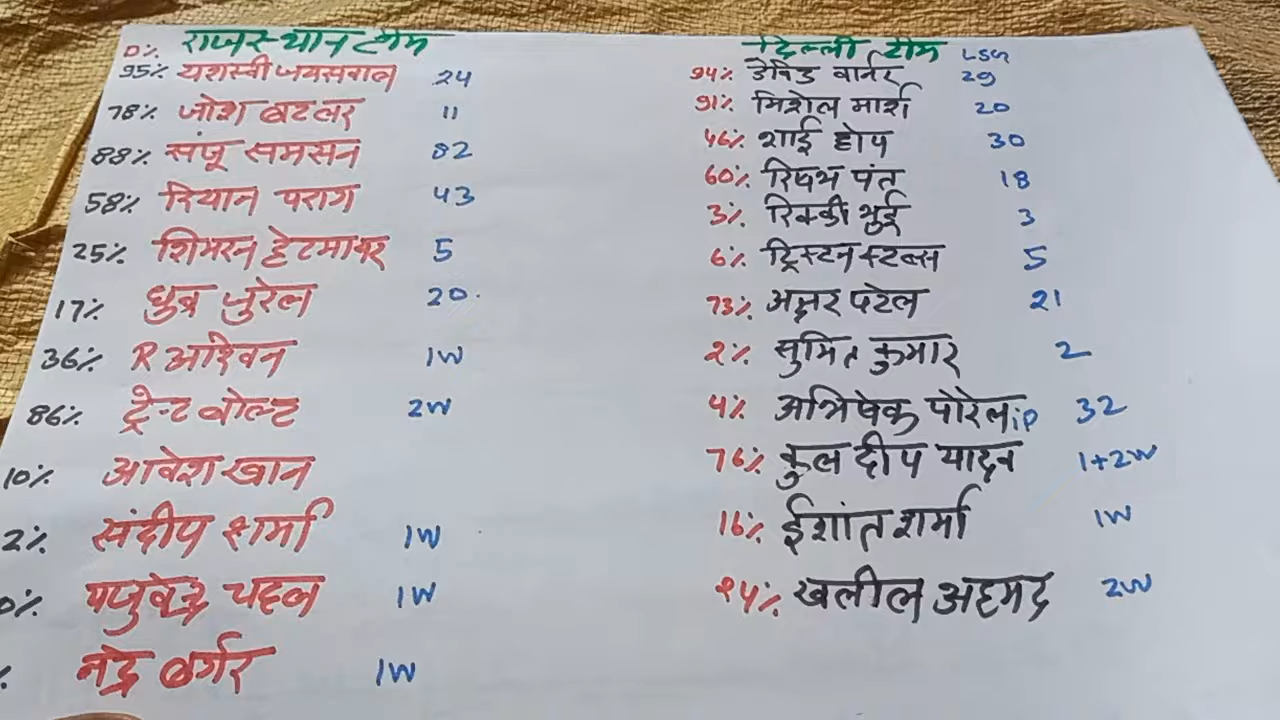 D% राजस्थान टीम
95% यशस्वी जयसवाल 24
78% जोश बटलर 11
88% संजू समसन 82
58% रियान पराग 43
25% शिमरन हेटमायर 5
17% ध्रुव जुरेल 20
36% R अश्विन 1W
86% ट्रेन्ट वोल्ट 2W
10% आवेश खान
2% संदीप शर्मा 1W
0% यजुवेन्द्र चहल 1W
% नंद्रे बर्गर 1W
दिल्ली टीम LSG
94% डेविड वार्नर 29
91% मिशेल मार्श 20
46% शाई होप 30
60% रिषभ पंत 18
3% रिक्की भुई 3
6% ट्रिस्टन स्टब्स 5
73% अक्षर पटेल 21
2% सुमित कुमार 2
4% अभिषेक पोरेल ip 32
76% कुलदीप यादव 1+2W
16% ईशांत शर्मा 1W
24% खलील अहमद 2W